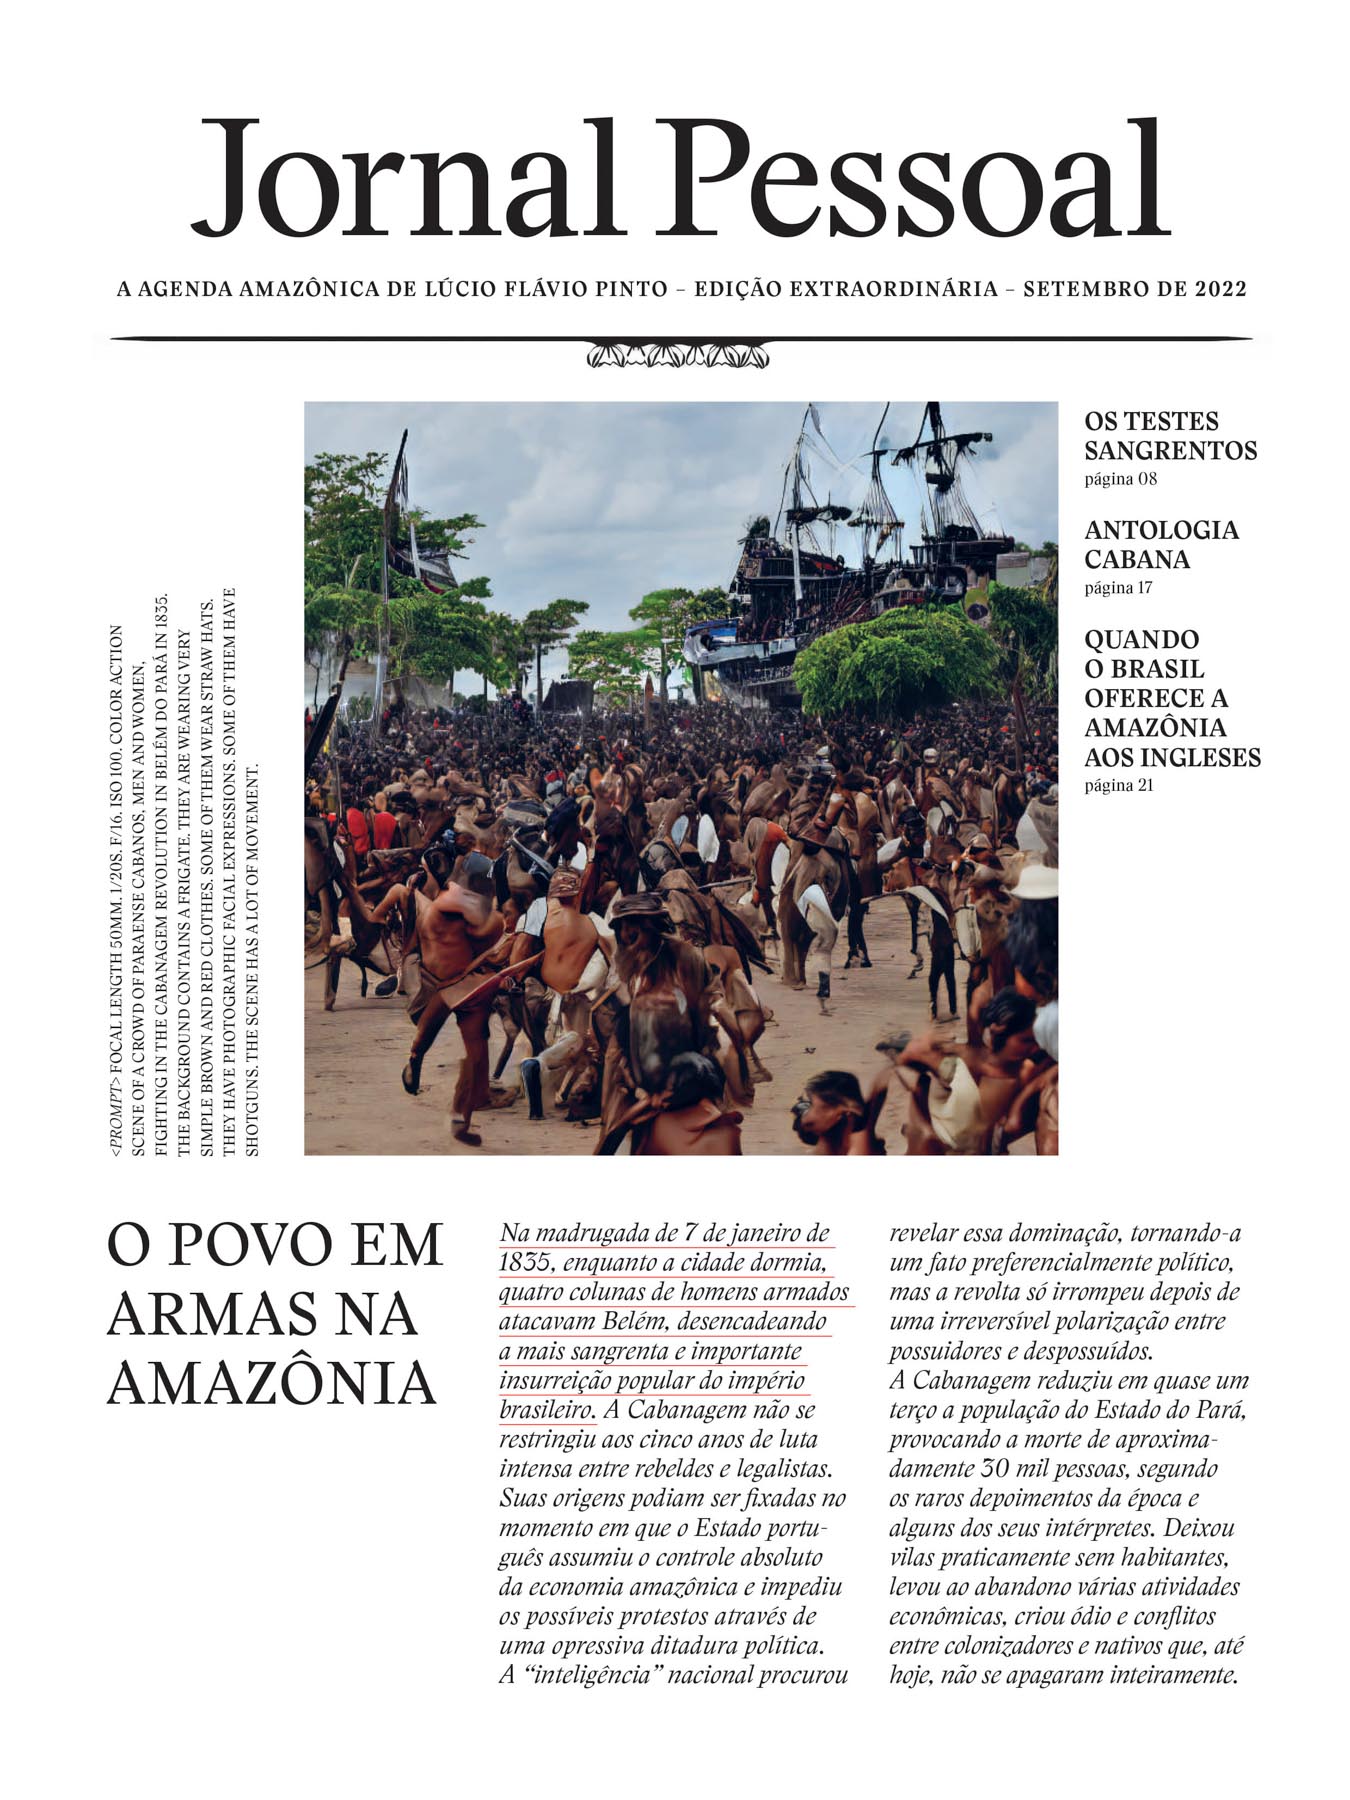 Jornal Pessoal
A AGENDA AMAZÔNICA DE LÚCIO FLÁVIO PINTO – EDIÇÃO EXTRAORDINÁRIA – SETEMBRO DE 2022
<PROMPT> FOCAL LENGTH 50MM. 1/20S. F/16. ISO 100. COLOR ACTION
SCENE OF A CROWD OF PARAENSE CABANOS, MEN AND WOMEN,
FIGHTING IN THE CABANAGEM REVOLUTION IN BELÉM DO PARÁ IN 1835.
THE BACKGROUND CONTAINS A FRIGATE. THEY ARE WEARING VERY
SIMPLE BROWN AND RED CLOTHES. SOME OF THEM WEAR STRAW HATS.
THEY HAVE PHOTOGRAPHIC FACIAL EXPRESSIONS. SOME OF THEM HAVE
SHOTGUNS. THE SCENE HAS A LOT OF MOVEMENT.
OS TESTES
SANGRENTOS
página 08
ANTOLOGIA
CABANA
página 17
QUANDO
O BRASIL
OFERECE A
AMAZÔNIA
AOS INGLESES
página 21
O POVO EM
ARMAS NA
AMAZÔNIA
Na madrugada de 7 de janeiro de
1835, enquanto a cidade dormia,
quatro colunas de homens armados
atacavam Belém, desencadeando
a mais sangrenta e importante
insurreição popular do império
brasileiro. A Cabanagem não se
restringiu aos cinco anos de luta
intensa entre rebeldes e legalistas.
Suas origens podiam ser fixadas no
momento em que o Estado portu-
guês assumiu o controle absoluto
da economia amazônica e impediu
os possíveis protestos através de
uma opressiva ditadura política.
A “inteligência” nacional procurou
revelar essa dominação, tornando-a
um fato preferencialmente político,
mas a revolta só irrompeu depois de
uma irreversível polarização entre
possuidores e despossuídos.
A Cabanagem reduziu em quase um
terço a população do Estado do Pará,
provocando a morte de aproxima-
damente 30 mil pessoas, segundo
os raros depoimentos da época e
alguns dos seus intérpretes. Deixou
vilas praticamente sem habitantes,
levou ao abandono várias atividades
econômicas, criou ódio e conflitos
entre colonizadores e nativos que, até
hoje, não se apagaram inteiramente.